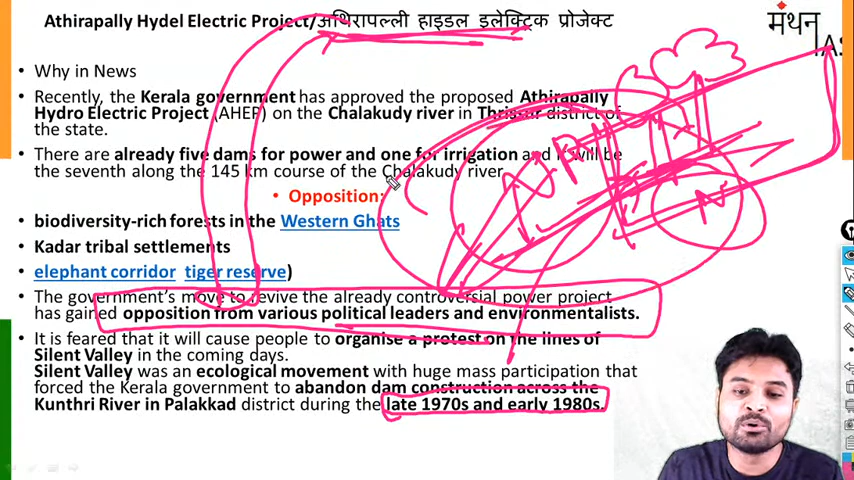 Athirapally Hydel Electric Project/अथिरापल्ली हाइडल इलेक्ट्रिक प्रोजेक्ट
मंथन
IAS
• Why in News
• Recently, the Kerala government has approved the proposed Athirapally
Hydro Electric Project (AHEP) on the Chalakudy river in Thrissur district of
the state.
• There are already five dams for power and one for irrigation and it will be
the seventh along the 145 km course of the Chalakudy river.
• Opposition:
• biodiversity-rich forests in the Western Ghats
• Kadar tribal settlements
• elephant corridor tiger reserve)
• The government's move to revive the already controversial power project
has gained opposition from various political leaders and environmentalists.
• It is feared that it will cause people to organise a protest on the lines of
Silent Valley in the coming days.
Silent Valley was an ecological movement with huge mass participation that
forced the Kerala government to abandon dam construction across the
Kunthri River in Palakkad district during the late 1970s and early 1980s.